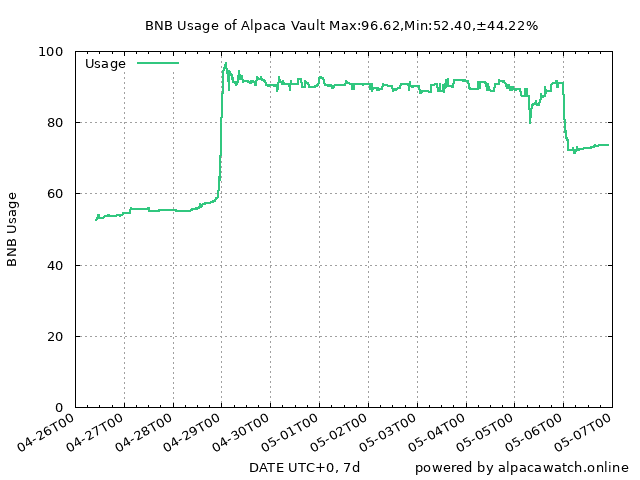 BNB Usage of Alpaca Vault Max:96.62,Min:52.40,±44.22%
Usage
100
80
60
40
20
0
BNB Usage
04-26T00
04-27T00
04-28T00
04-29T00
04-30T00
05-01T00
05-02T00
05-03T00
05-04T00
05-05T00
05-06T00
05-07T00
DATE UTC+0, 7d
powered by alpacawatch.online